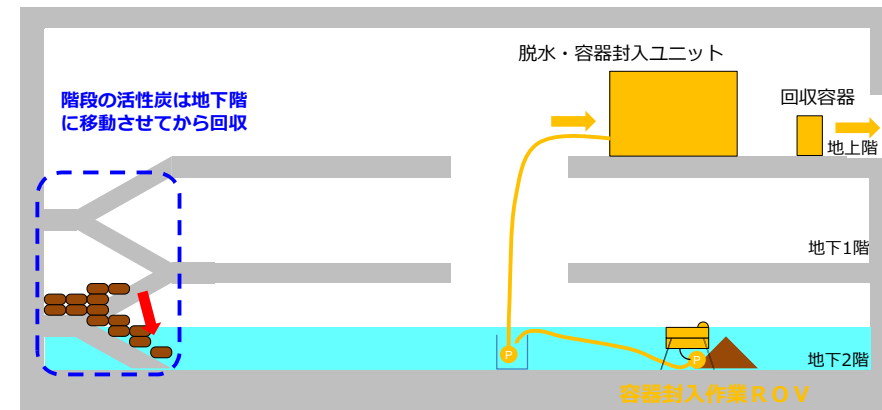 脱水・容器封入ユニット
階段の活性炭は地下階
に移動させてから回収
回収容器
地上階
地下1階
P
P
地下2階
容器封入作業ＲＯＶ